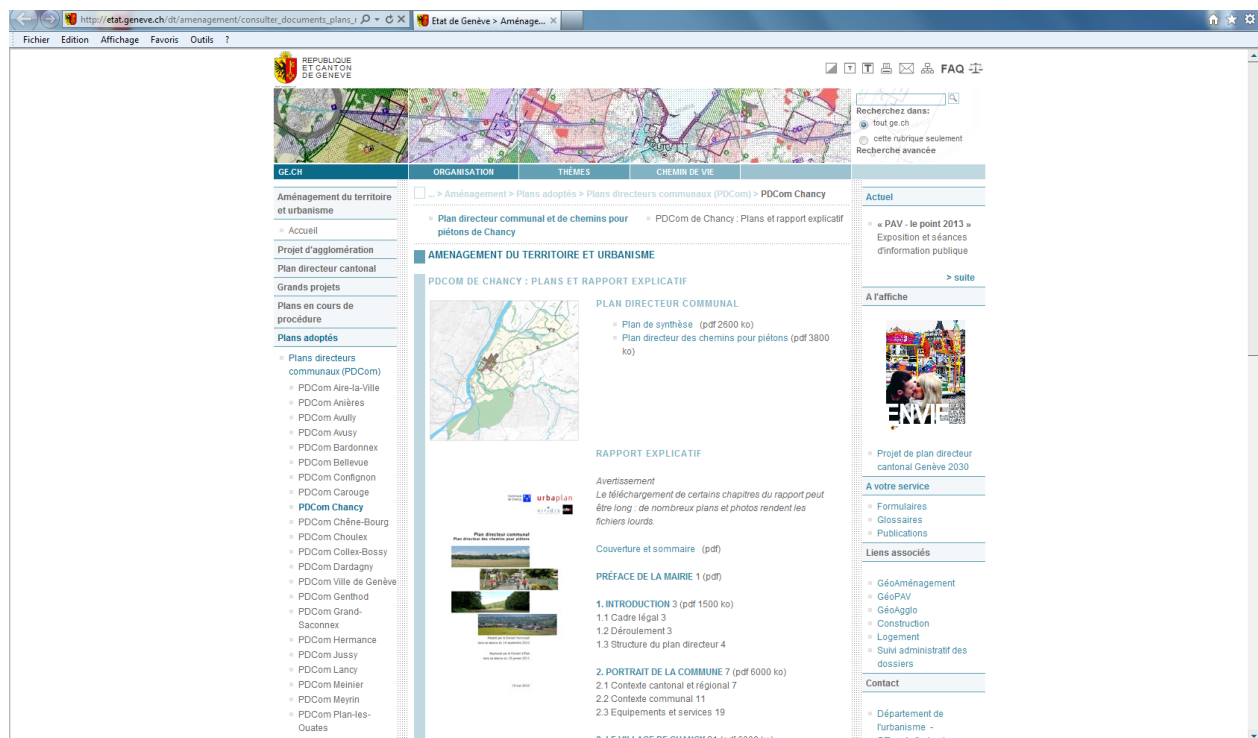 http://etat.geneve.ch/dt/amenagement/consulter_documents_plans_
Etat de Genève > Aménage...
Fichier Edition Affichage Favoris Outils ?
REPUBLIQUE
ET CANTON
DE GENEVE
FAQ
Recherchez dans:
tout ge.ch
cette rubrique seulement
Recherche avancée
GE.CH
ORGANISATION
THÈMES
CHEMIN DE VIE
Aménagement du territoire
et urbanisme
Accueil
Projet d'agglomération
Plan directeur cantonal
Grands projets
Plans en cours de
procédure
Plans adoptés
Plans directeurs
communaux (PDCom)
PDCom Aire-la-Ville
PDCom Anières
PDCom Avully
PDCom Avusy
PDCom Bardonnex
PDCom Bellevue
PDCom Confignon
PDCom Carouge
PDCom Chancy
PDCom Chêne-Bourg
PDCom Choulex
PDCom Collex-Bossy
PDCom Dardagny
PDCom Ville de Genève
PDCom Genthod
PDCom Grand-
Saconnex
PDCom Hermance
PDCom Jussy
PDCom Lancy
PDCom Meinier
PDCom Meyrin
PDCom Plan-les-
Ouates
... > Aménagement > Plans adoptés > Plans directeurs communaux (PDCom) > PDCom Chancy
Plan directeur communal et de chemins pour
piétons de Chancy
PDCom de Chancy : Plans et rapport explicatif
AMENAGEMENT DU TERRITOIRE ET URBANISME
PDCOM DE CHANCY : PLANS ET RAPPORT EXPLICATIF
PLAN DIRECTEUR COMMUNAL
Plan de synthèse (pdf 2600 ko)
Plan directeur des chemins pour piétons (pdf 3800
ko)
RAPPORT EXPLICATIF
Avertissement
Le téléchargement de certains chapitres du rapport peut
être long : de nombreux plans et photos rendent les
fichiers lourds.
Couverture et sommaire (pdf)
PRÉFACE DE LA MAIRIE 1 (pdf)
1. INTRODUCTION 3 (pdf 1500 ko)
1.1 Cadre légal 3
1.2 Déroulement 3
1.3 Structure du plan directeur 4
2. PORTRAIT DE LA COMMUNE 7 (pdf 6000 ko)
2.1 Contexte cantonal et régional 7
2.2 Contexte communal 11
2.3 Equipements et services 19
urbaplan
viridis
Plan directeur communal
Plan directeur des chemins pour piétons
Actuel
« PAV - le point 2013 »
Exposition et séances
d'information publique
> suite
A l'affiche
ENVIE
Projet de plan directeur
cantonal Genève 2030
A votre service
Formulaires
Glossaires
Publications
Liens associés
GéoAménagement
GéoPAV
GéoAgglo
Construction
Logement
Suivi administratif des
dossiers
Contact
Département de
l'urbanisme -